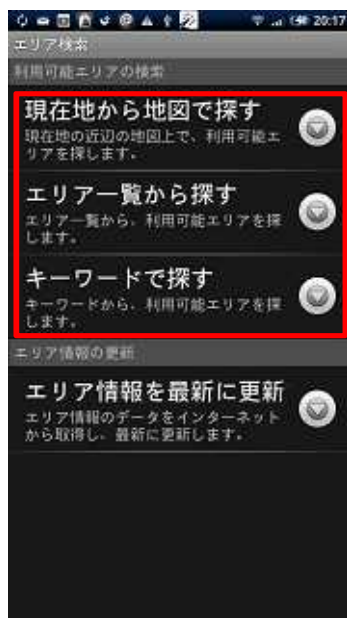 20:17
エリア検索
利用可能エリアの検索
現在地から地図で探す
現在地の近辺の地図上で、利用可能エ
リアを探します。
エリア一覧から探す
エリア一覧から、利用可能エリアを探
します。
キーワードで探す
キーワードから、利用可能エリアを探
します。
エリア情報の更新
エリア情報を最新に更新
エリア情報のデータをインターネット
から取得し、最新に更新します。